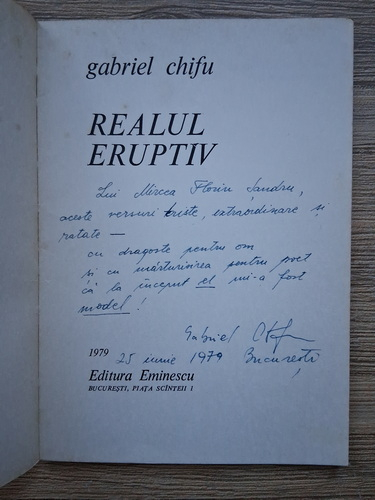 gabriel chifu
REALUL
ERUPTIV
Lui Mircea Florin Șandru,
aceste versuri triste, extraordinare și
ratate —
cu dragoste pentru om
și cu mărturisirea pentru poet
că la început el mi-a fost
model!
Gabriel Chifu
1979 25 iunie 1979 București
Editura Eminescu
BUCUREȘTI, PIAȚA SCÎNTEII 1